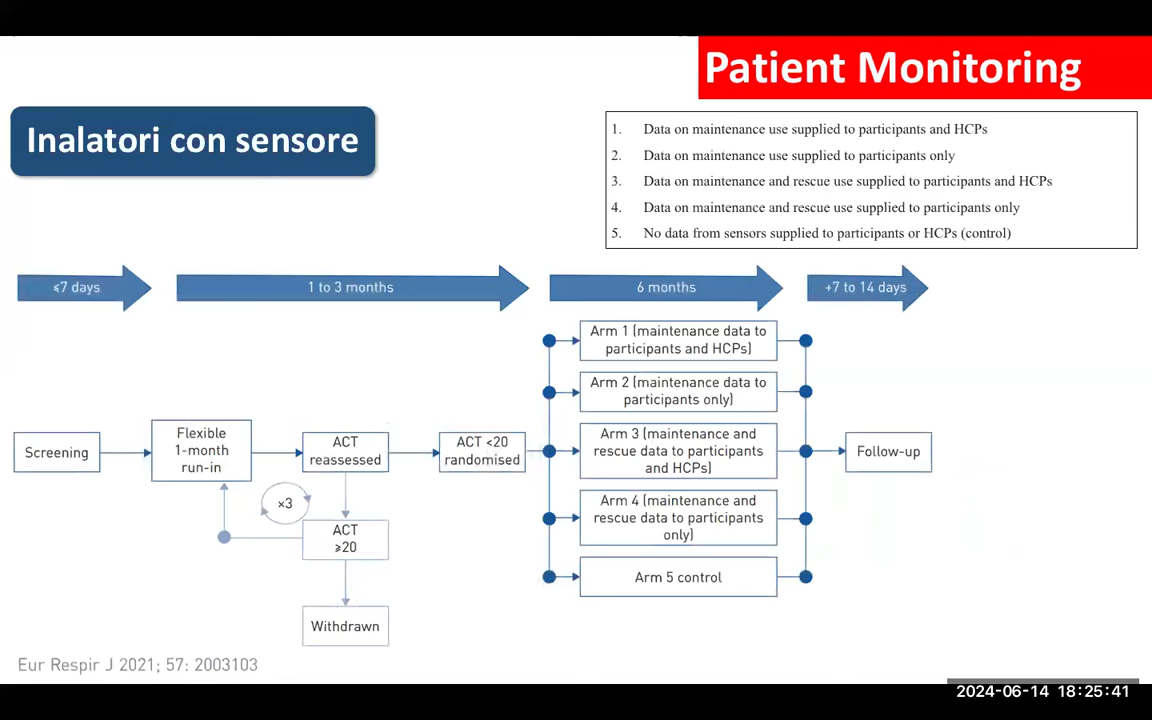 Patient Monitoring
Inalatori con sensore
1. Data on maintenance use supplied to participants and HCPs
2. Data on maintenance use supplied to participants only
3. Data on maintenance and rescue use supplied to participants and HCPs
4. Data on maintenance and rescue use supplied to participants only
5. No data from sensors supplied to participants or HCPs (control)
⩽7 days
1 to 3 months
6 months
+7 to 14 days
Screening
Flexible
1-month
run-in
×3
ACT
reassessed
ACT
⩾20
Withdrawn
ACT <20
randomised
Arm 1 (maintenance data to
participants and HCPs)
Arm 2 (maintenance data to
participants only)
Arm 3 (maintenance and
rescue data to participants
and HCPs)
Arm 4 (maintenance and
rescue data to participants
only)
Arm 5 control
Follow-up
Eur Respir J 2021; 57: 2003103
2024-06-14 18:25:41